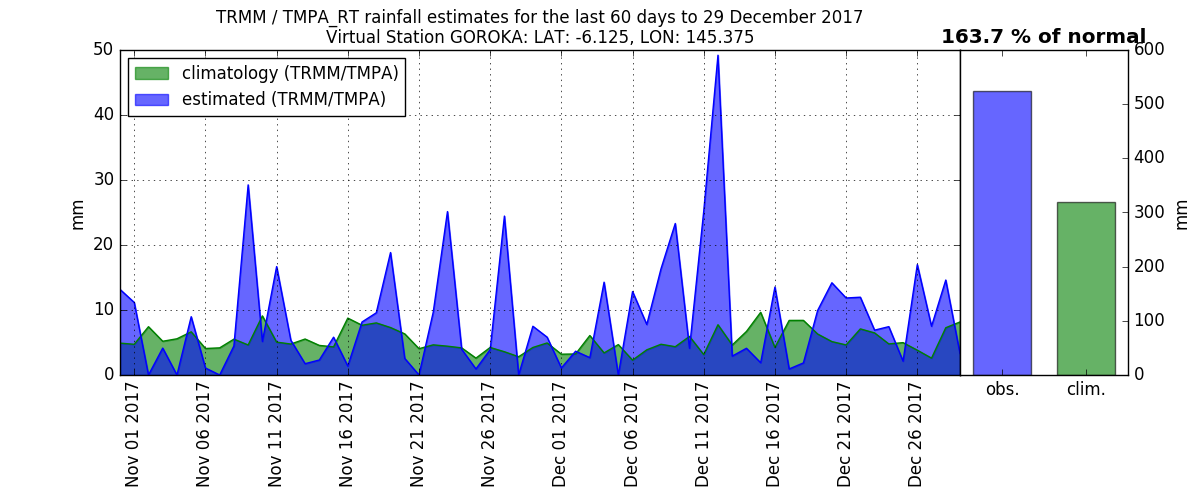 TRMM / TMPA_RT rainfall estimates for the last 60 days to 29 December 2017
Virtual Station GOROKA: LAT: -6.125, LON: 145.375
163.7 % of normal
climatology (TRMM/TMPA)
estimated (TRMM/TMPA)
mm
50
40
30
20
10
0
600
500
400
300
200
100
0
mm
Nov 01 2017
Nov 06 2017
Nov 11 2017
Nov 16 2017
Nov 21 2017
Nov 26 2017
Dec 01 2017
Dec 06 2017
Dec 11 2017
Dec 16 2017
Dec 21 2017
Dec 26 2017
obs.
clim.